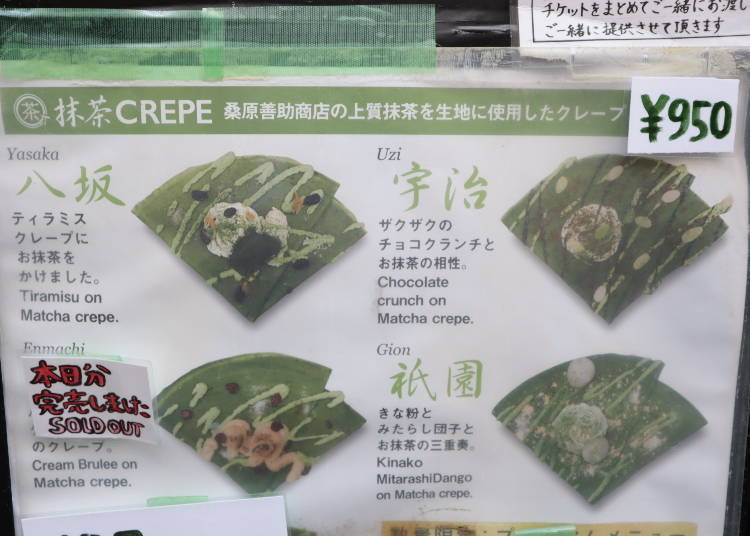 チケットをまとめてご一緒にお渡し
ご一緒に提供させて頂きます
茶 抹茶CREPE 桑原善助商店の上質抹茶を生地に使用したクレープ
¥950
Yasaka
八坂
ティラミス
クレープに
お抹茶を
かけました。
Tiramisu on
Matcha crepe.
Uzi
宇治
ザクザクの
チョコクランチと
お抹茶の相性。
Chocolate
crunch on
Matcha crepe.
Enmachi
本日分
完売しました
SOLD OUT
のクレープ。
Cream Brulee on
Matcha crepe.
Gion
祇園
きな粉と
みたらし団子と
お抹茶の三重奏。
Kinako
MitarashiDango
on Matcha crepe.